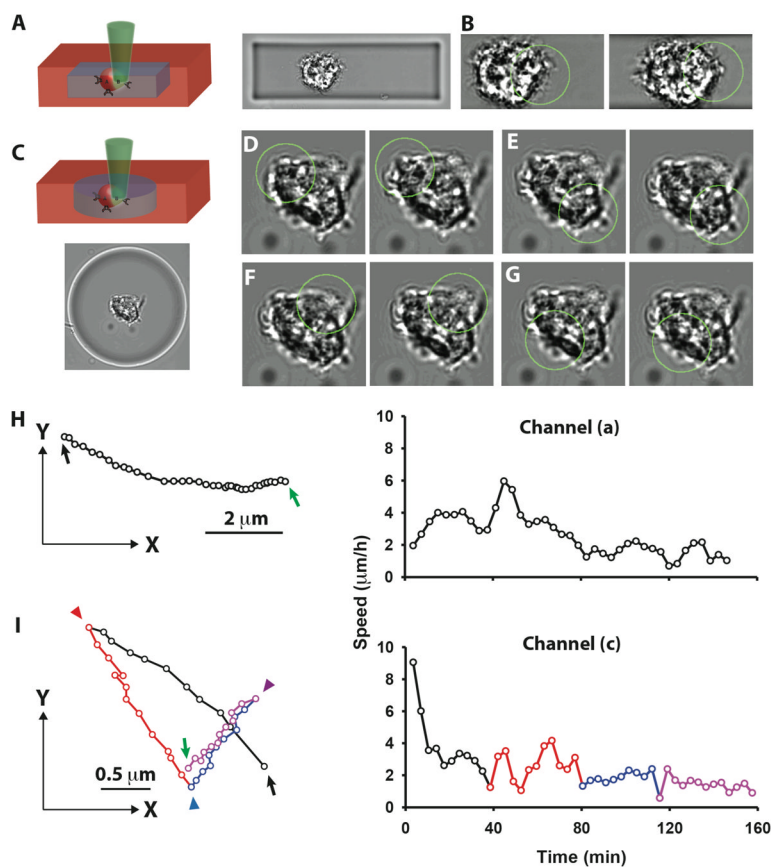 A
B
C
D
E
F
G
H
Y
X
2 μm
I
Y
X
0.5 μm
Speed (μm/h)
Channel (a)
10
8
6
4
2
0
Channel (c)
10
8
6
4
2
0
0
40
80
120
160
Time (min)